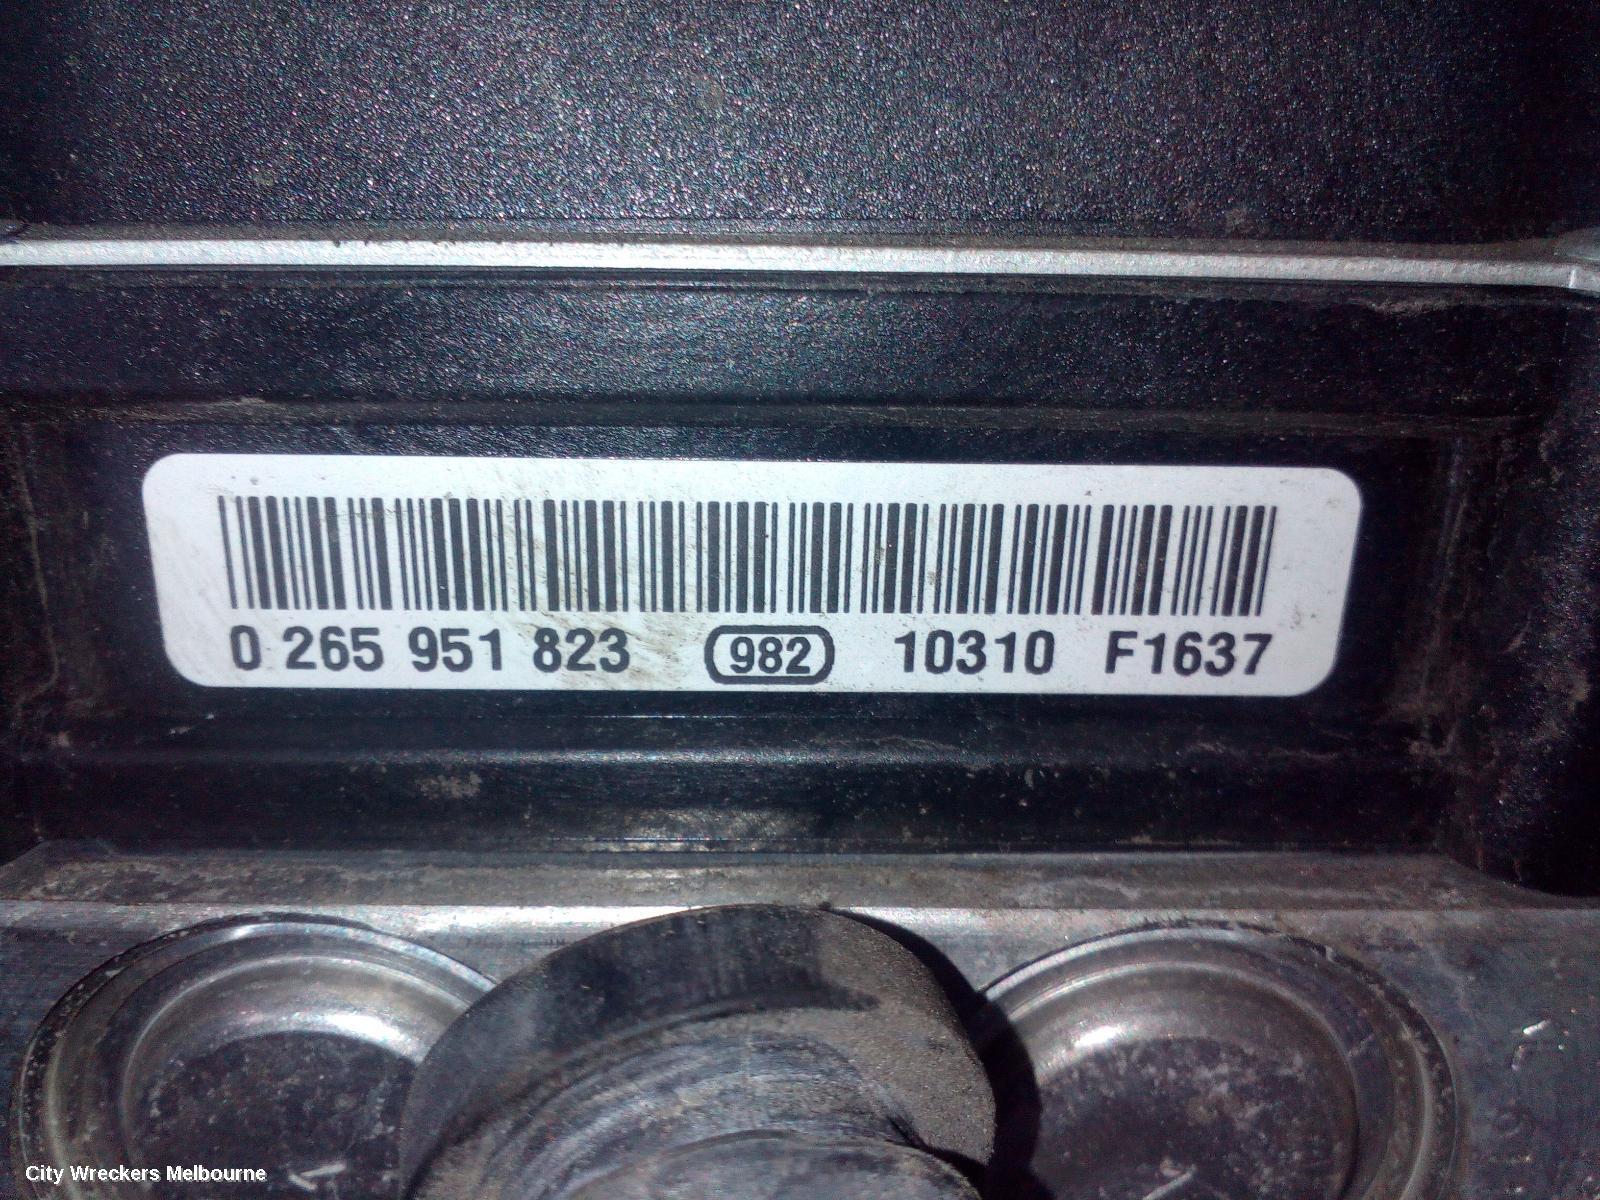 0 265 951 823 982 10310 F1637
City Wreckers Melbourne